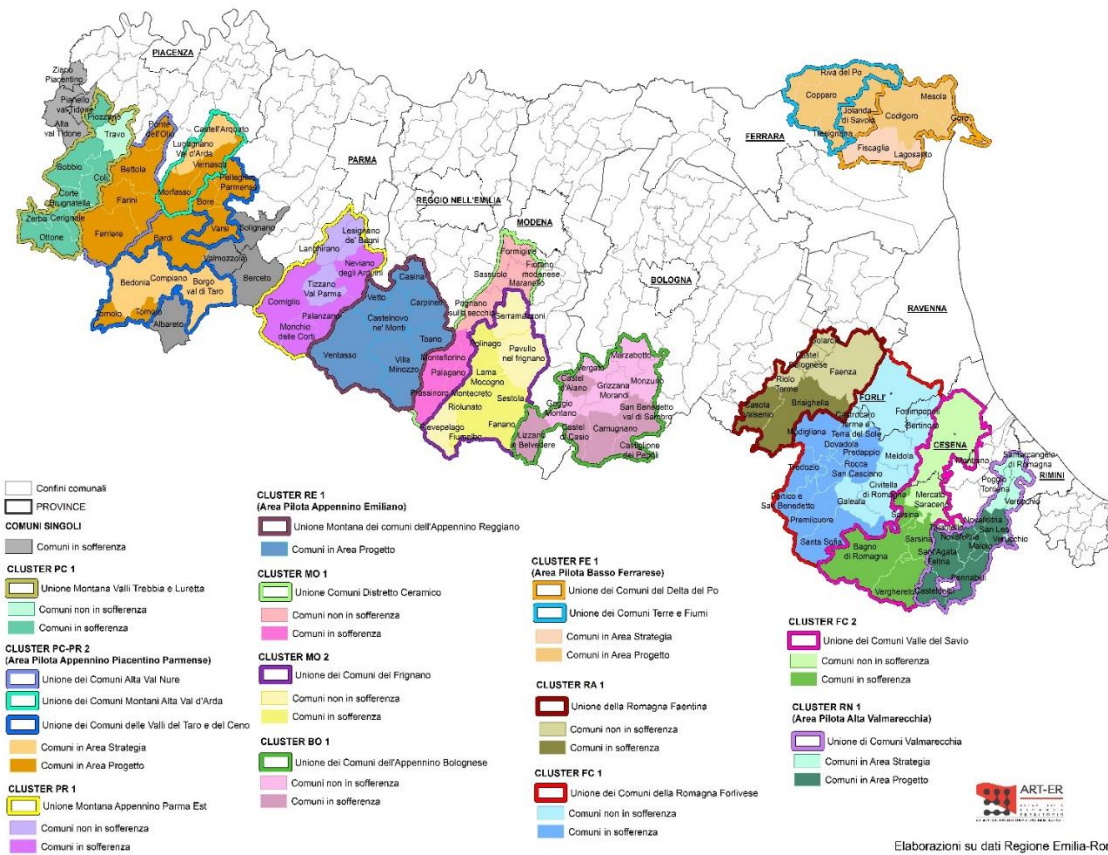 PIACENZA
Ziano
Piacentino
Pianello
val Tidone
Alta
val Tidone
Piozzano
Travo
Bobbio
Coli
Corte
Brugnatella
Zerba
Cerignale
Ottone
Ponte
dell'Olio
Bettola
Farini
Ferriere
Castell'Arquato
Lugagnano
Val d'Arda
Vernasca
Morfasso
Bore
Pellegrino
Parmense
Varsi
Bardi
Solignano
Valmozzola
Berceto
Bedonia
Compiano
Borgo
val di Taro
Tornolo
Tornolo
Albareto
PARMA
Lesignano
de' Bagni
Langhirano
Neviano
degli Arduini
Tizzano
Val Parma
Corniglio
Palanzano
Monchio
delle Corti
REGGIO NELL'EMILIA
Casina
Vetto
Carpineti
Castelnovo
ne' Monti
Toano
Ventasso
Villa
Minozzo
MODENA
Formigine
Fiorano
modenese
Sassuolo
Maranello
Prignano
sulla secchia
Serramazzoni
Polinago
Pavullo
nel frignano
Montefiorino
Palagano
Lama
Mocogno
Frassinoro
Montecreto
Sestola
Riolunato
Fanano
Pievepelago
Fiumalbo
BOLOGNA
Marzabotto
Vergato
Castel
d'Aiano
Grizzana
Morandi
Monzuno
Gaggio
Montano
San Benedetto
val di Sambro
Lizzano
in Belvedere
Castel
di Casio
Camugnano
Castiglione
dei Pepoli
FERRARA
Riva del Po
Copparo
Jolanda
di Savoia
Mesola
Codigoro
Goro
Tresignana
Fiscaglia
Lagosanto
RAVENNA
Solarolo
Castel
Bolognese
Faenza
Riolo
Terme
Brisighella
Casola
Valsenio
FORLI'
Castrocaro
Terme e
Terra del Sole
Forlimpopoli
Bertinoro
Modigliana
Dovadola
Predappio
Meldola
Tredozio
Rocca
San Casciano
Civitella
di Romagna
Portico e
San Benedetto
Galeata
Premilcuore
Santa Sofia
CESENA
Montiano
Mercato
Saraceno
Sarsina
Sarsina
Bagno
di Romagna
Verghereto
RIMINI
Santarcangelo
di Romagna
Poggio
Torriana
Verucchio
Novafeltria
San Leo
Verucchio
Novafeltria
Maiolo
Sant'Agata
Feltria
Pennabilli
Casteldelci
Confini comunali
PROVINCE
COMUNI SINGOLI
Comuni in sofferenza
CLUSTER PC 1
Unione Montana Valli Trebbia e Luretta
Comuni non in sofferenza
Comuni in sofferenza
CLUSTER PC-PR 2
(Area Pilota Appennino Piacentino Parmense)
Unione dei Comuni Alta Val Nure
Unione dei Comuni Montani Alta Val d'Arda
Unione dei Comuni delle Valli del Taro e del Ceno
Comuni in Area Strategia
Comuni in Area Progetto
CLUSTER PR 1
Unione Montana Appennino Parma Est
Comuni non in sofferenza
Comuni in sofferenza
CLUSTER RE 1
(Area Pilota Appennino Emiliano)
Unione Montana dei comuni dell'Appennino Reggiano
Comuni in Area Progetto
CLUSTER MO 1
Unione Comuni Distretto Ceramico
Comuni non in sofferenza
Comuni in sofferenza
CLUSTER MO 2
Unione dei Comuni del Frignano
Comuni non in sofferenza
Comuni in sofferenza
CLUSTER BO 1
Unione dei Comuni dell'Appennino Bolognese
Comuni non in sofferenza
Comuni in sofferenza
CLUSTER FE 1
(Area Pilota Basso Ferrarese)
Unione dei Comuni del Delta del Po
Unione dei Comuni Terre e Fiumi
Comuni in Area Strategia
Comuni in Area Progetto
CLUSTER RA 1
Unione della Romagna Faentina
Comuni non in sofferenza
Comuni in sofferenza
CLUSTER FC 1
Unione dei Comuni della Romagna Forlivese
Comuni non in sofferenza
Comuni in sofferenza
CLUSTER FC 2
Unione dei Comuni Valle del Savio
Comuni non in sofferenza
Comuni in sofferenza
CLUSTER RN 1
(Area Pilota Alta Valmarecchia)
Unione di Comuni Valmarecchia
Comuni in Area Strategia
Comuni in Area Progetto
ART-ER
Elaborazioni su dati Regione Emilia-Ror